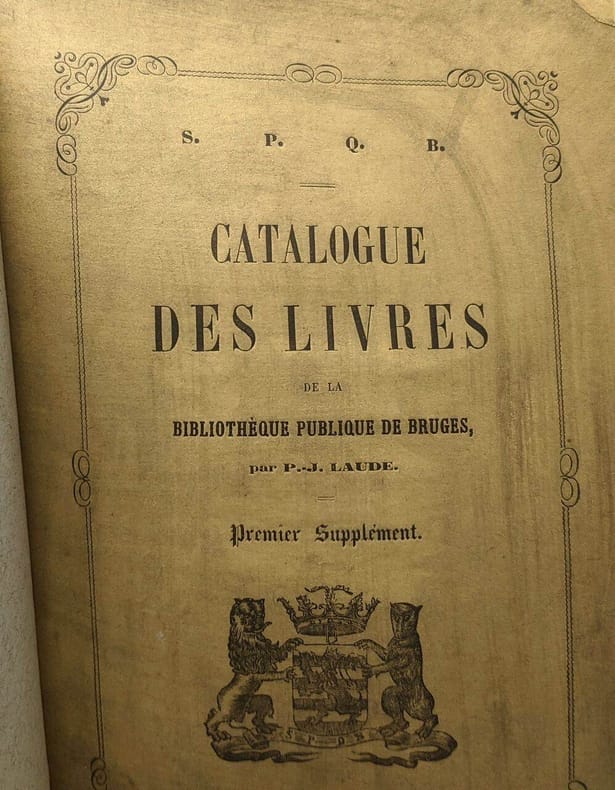 S. P. Q. B.
CATALOGUE
DES LIVRES
DE LA
BIBLIOTHÈQUE PUBLIQUE DE BRUGES,
par P.-J. LAUDE.
Premier Supplément.
S P Q B